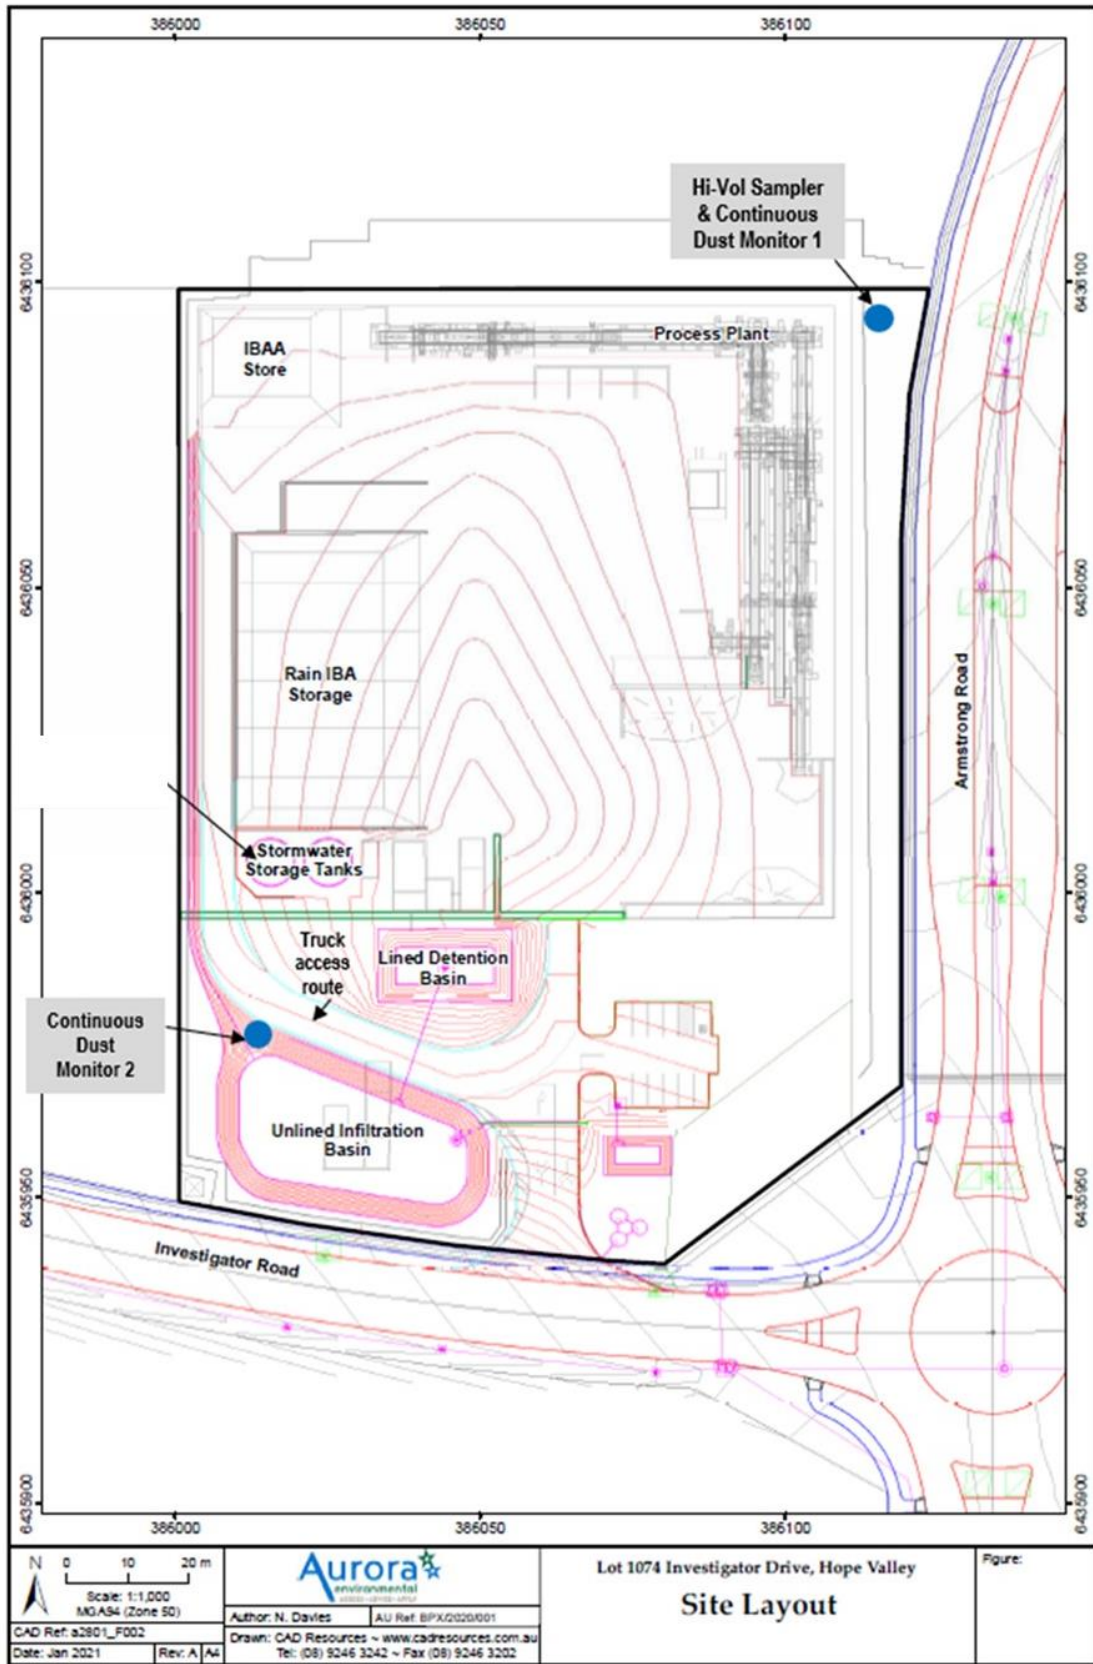 386000
386050
386100
Hi-Vol Sampler
& Continuous
Dust Monitor 1
6436100
6436100
Process Plant
IBAA
Store
6436050
6436050
Rain IBA
Storage
Armstrong Road
Stormwater
Storage Tanks
6436000
6436000
Truck
access
route
Lined Detention
Basin
Continuous
Dust
Monitor 2
Unlined Infiltration
Basin
6435950
6435950
Investigator Road
6435900
6435900
386000
386050
386100
N
0 10 20 m
Scale: 1:1,000
MGA94 (Zone 50)
CAD Ref: a2801_F002
Date: Jan 2021
Rev: A
A4
Aurora
environmental
Author: N. Davies
AU Ref: BPX/2020/001
Drawn: CAD Resources ~ www.cadresources.com.au
Tel: (08) 9246 3242 ~ Fax (08) 9246 3202
Lot 1074 Investigator Drive, Hope Valley
Site Layout
Figure: